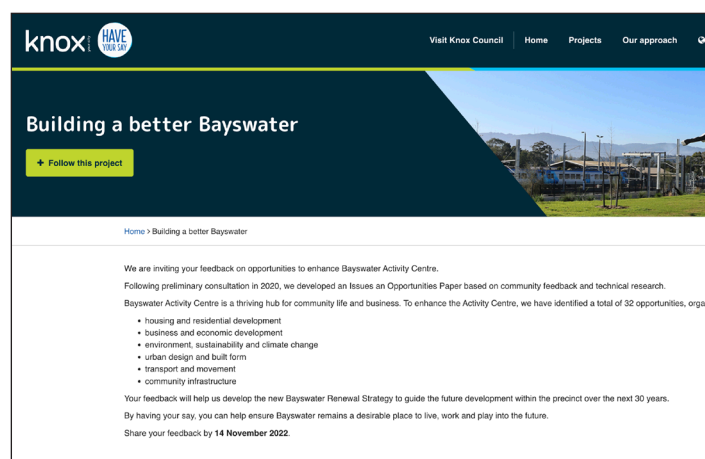 knox
HAVE
YOUR SAY
Visit Knox Council
Home
Projects
Our approach
Building a better Bayswater
+ Follow this project
Home > Building a better Bayswater
We are inviting your feedback on opportunities to enhance Bayswater Activity Centre.
Following preliminary consultation in 2020, we developed an Issues an Opportunities Paper based on community feedback and technical research.
Bayswater Activity Centre is a thriving hub for community life and business. To enhance the Activity Centre, we have identified a total of 32 opportunities, orga
• housing and residential development
• business and economic development
• environment, sustainability and climate change
• urban design and built form
• transport and movement
• community infrastructure
Your feedback will help us develop the new Bayswater Renewal Strategy to guide the future development within the precinct over the next 30 years.
By having your say, you can help ensure Bayswater remains a desirable place to live, work and play into the future.
Share your feedback by 14 November 2022.